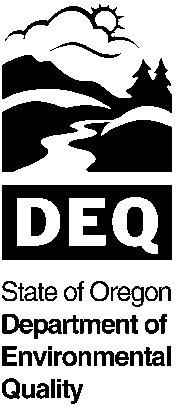 DEQ
State of Oregon
Department of
Environmental
Quality